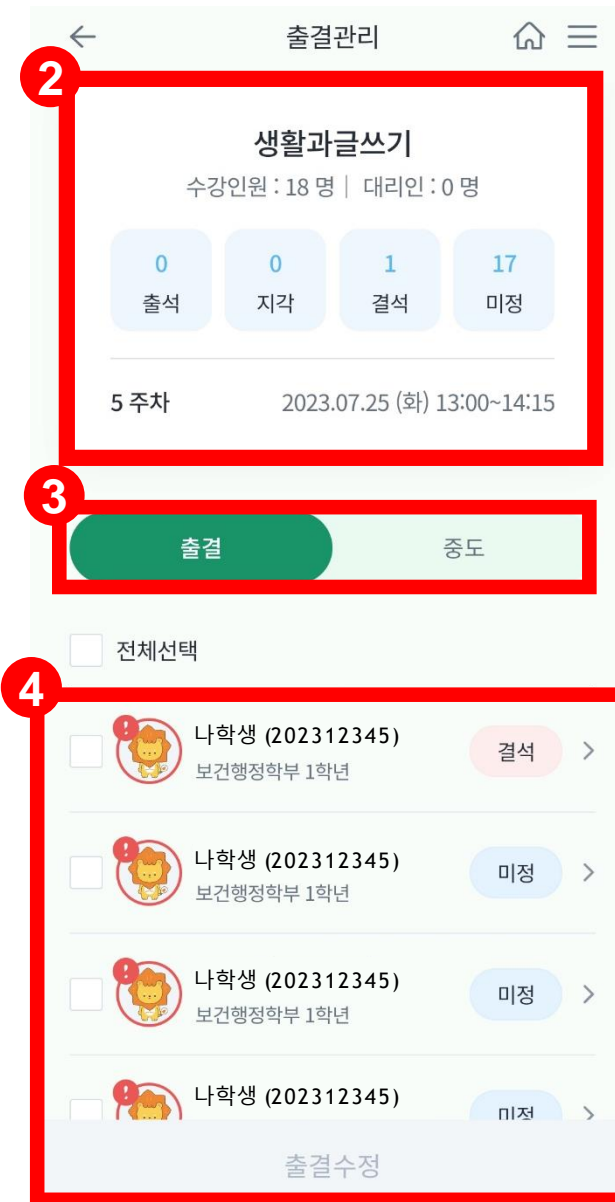 출결관리
2
생활과글쓰기
수강인원 : 18 명 | 대리인 : 0 명
0 0 1 17
출석 지각 결석 미정
5 주차 2023.07.25 (화) 13:00~14:15
3
출결 중도
전체선택
4
나학생 (202312345)
보건행정학부 1학년
결석
나학생 (202312345)
보건행정학부 1학년
미정
나학생 (202312345)
보건행정학부 1학년
미정
나학생 (202312345)
미정
출결수정